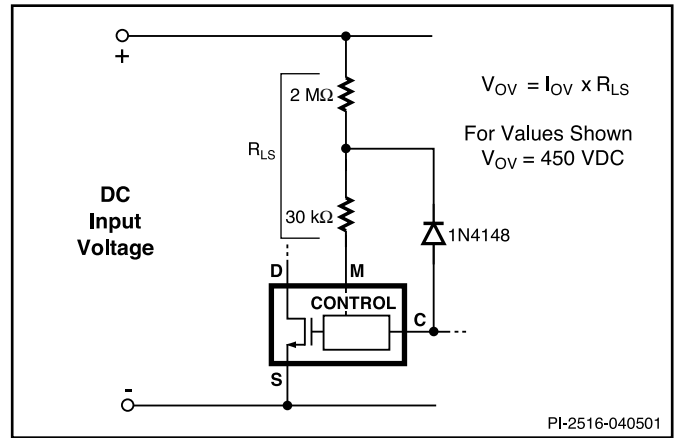 +
2 MΩ
V_OV = I_OV x R_LS
For Values Shown
V_OV = 450 VDC
R_LS
DC
Input
Voltage
30 kΩ
1N4148
D
M
CONTROL
C
S
-
PI-2516-040501